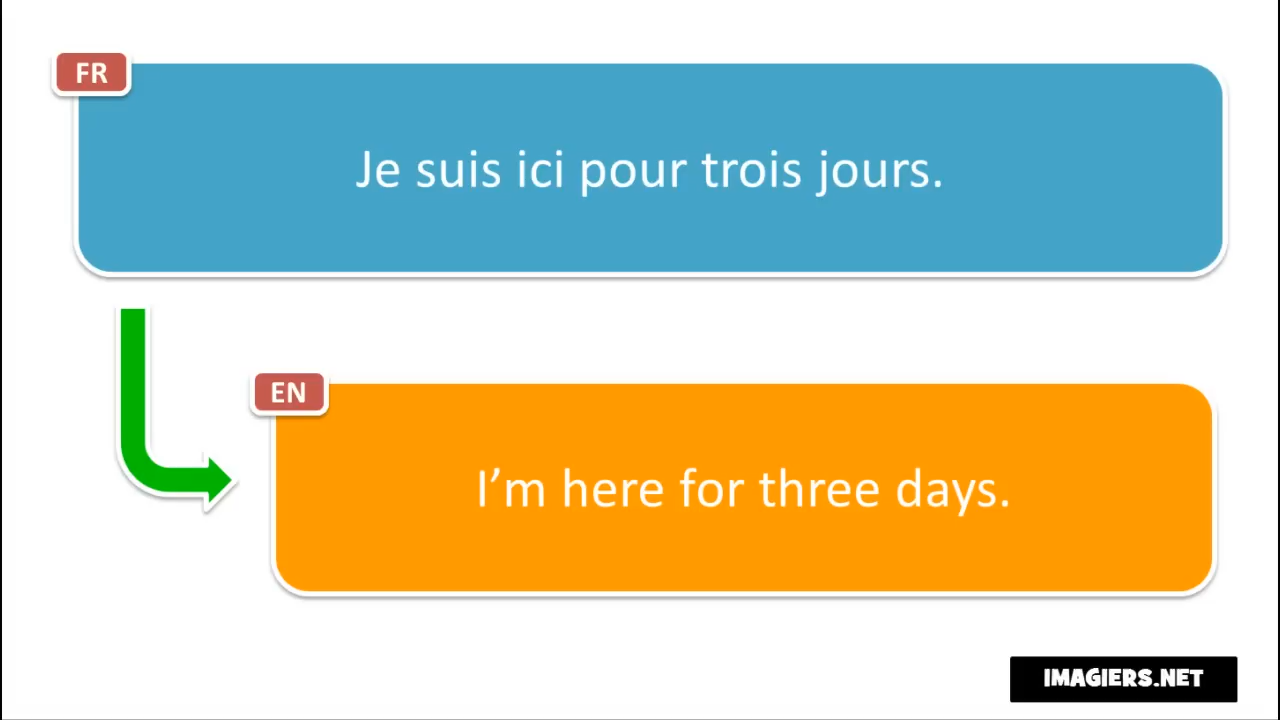 FR
Je suis ici pour trois jours.
EN
I’m here for three days.
IMAGIERS.NET